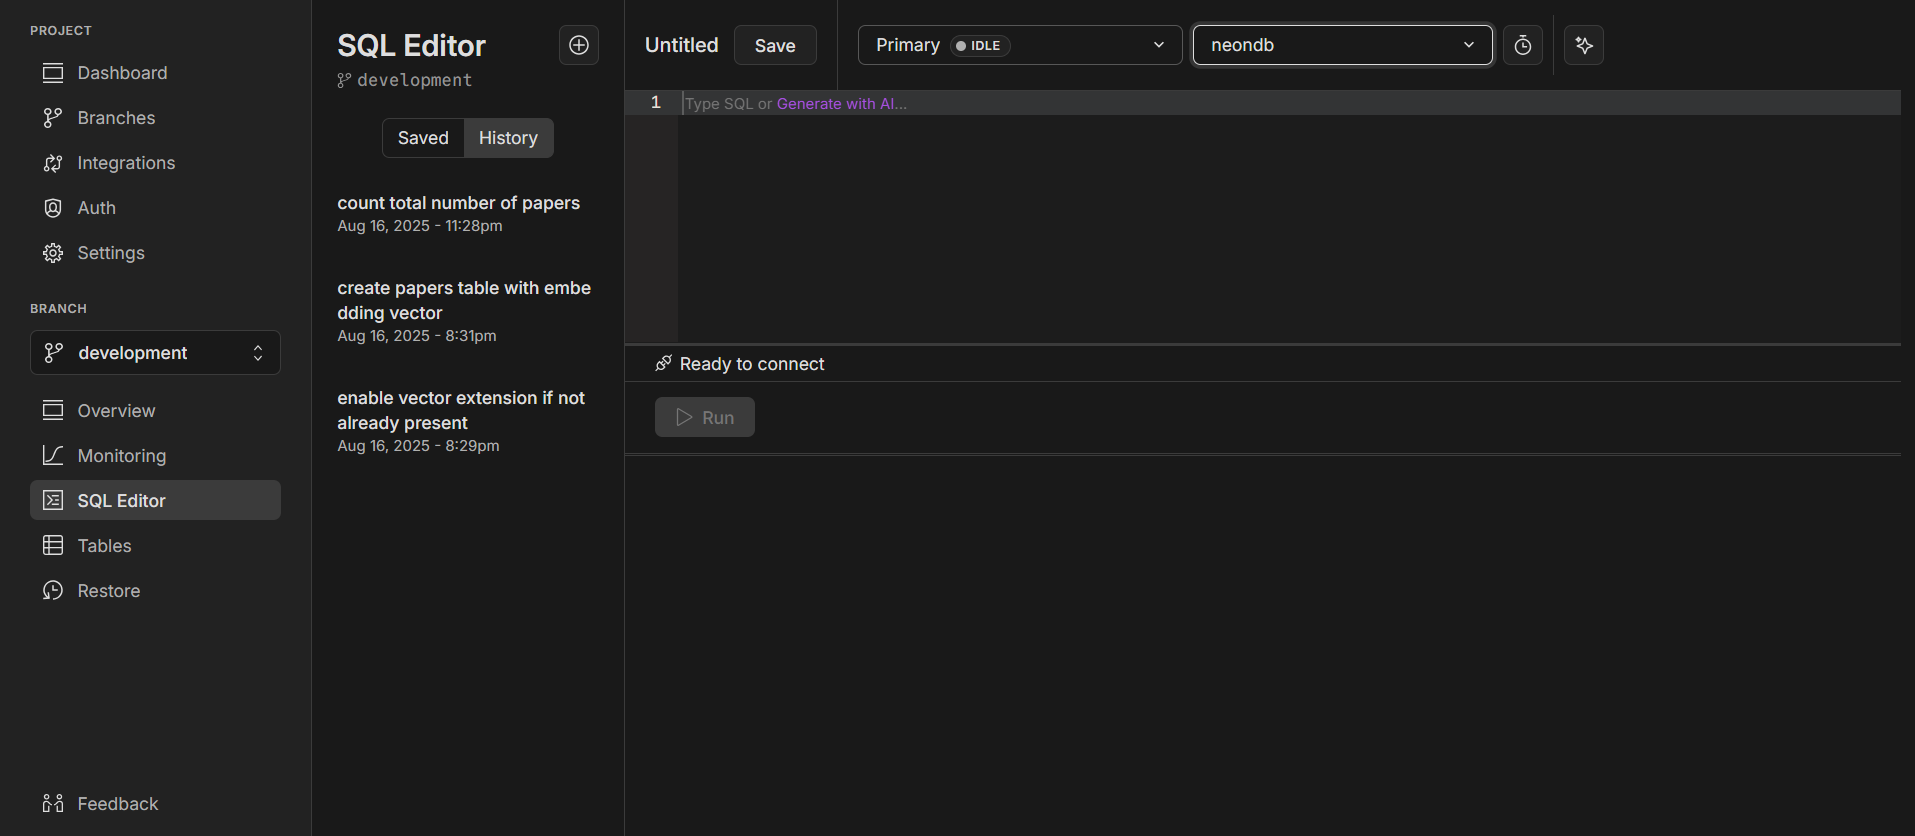 PROJECT
Dashboard
Branches
Integrations
Auth
Settings
BRANCH
development
Overview
Monitoring
SQL Editor
Tables
Restore
Feedback
SQL Editor
development
Saved History
count total number of papers
Aug 16, 2025 - 11:28pm
create papers table with embe
dding vector
Aug 16, 2025 - 8:31pm
enable vector extension if not
already present
Aug 16, 2025 - 8:29pm
Untitled Save Primary IDLE neondb
1 Type SQL or Generate with AI...
Ready to connect
Run